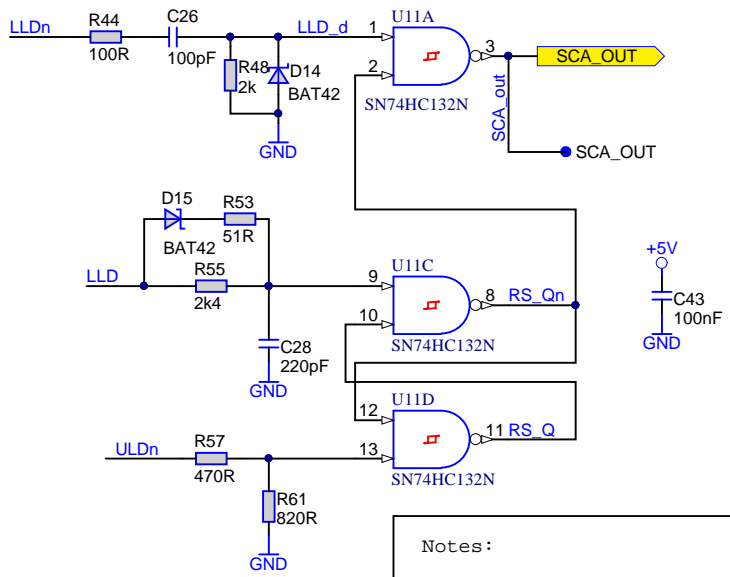 LLDn
R44
100R
C26
100pF
LLD_d
R48
2k
D14
BAT42
GND
1
2
U11A
3
SN74HC132N
SCA_OUT
SCA_out
SCA_OUT
D15
BAT42
R53
51R
LLD
R55
2k4
C28
220pF
GND
9
10
U11C
8
RS_Qn
SN74HC132N
+5V
C43
100nF
GND
12
13
U11D
11
RS_Q
SN74HC132N
ULDn
R57
470R
R61
820R
GND
Notes: